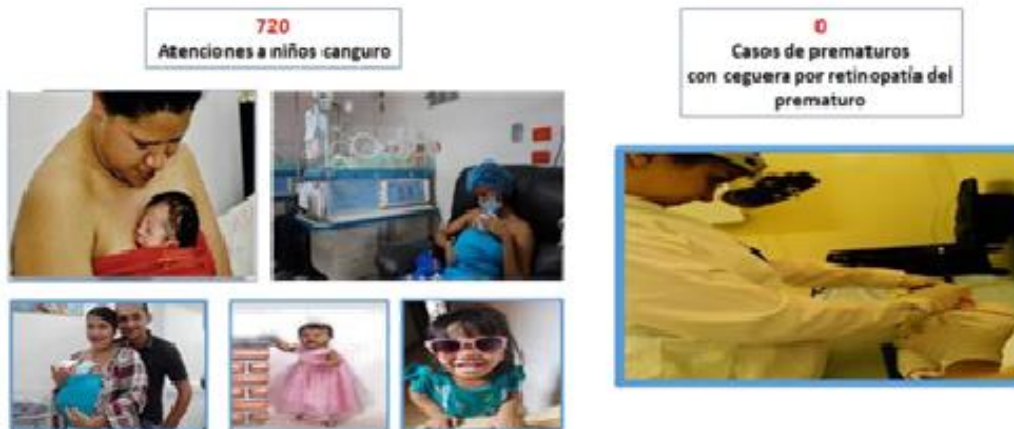 720
Atenciones a niños canguro
0
Casos de prematuros
con ceguera por retinopatía del
prematuro